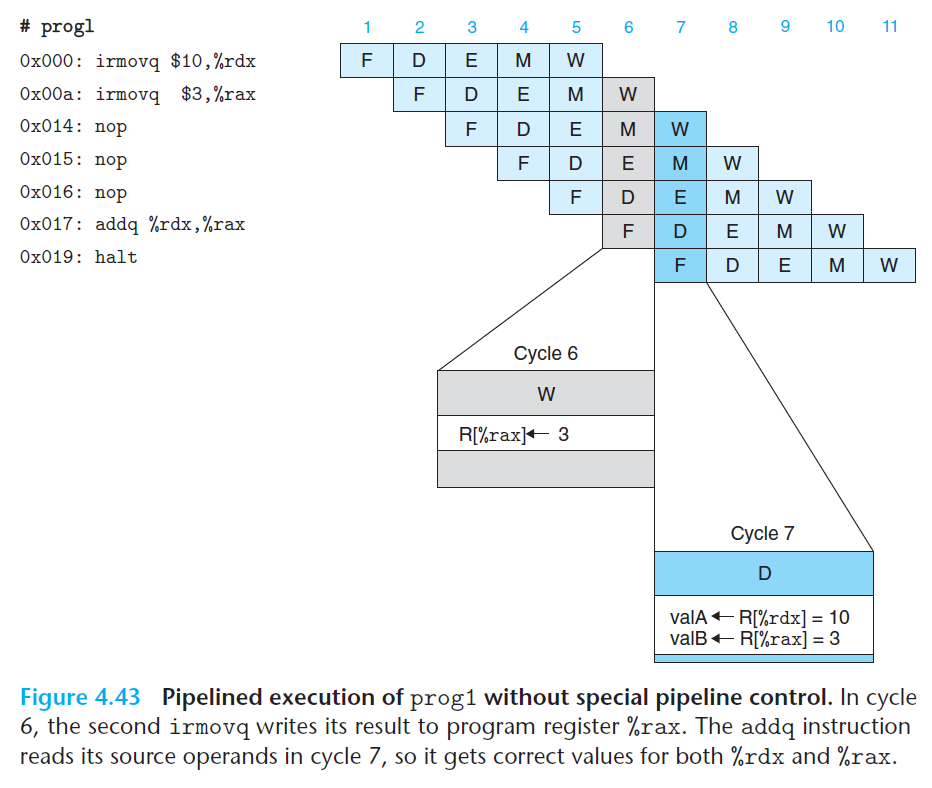 # prog1 1 2 3 4 5 6 7 8 9 10 11
0x000: irmovq $10,%rdx F D E M W
0x00a: irmovq $3,%rax F D E M W
0x014: nop F D E M W
0x015: nop F D E M W
0x016: nop F D E M W
0x017: addq %rdx,%rax F D E M W
0x019: halt F D E M W
Cycle 6
W
R[%rax]← 3
Cycle 7
D
valA ← R[%rdx] = 10
valB ← R[%rax] = 3
Figure 4.43 Pipelined execution of prog1 without special pipeline control. In cycle
6, the second irmovq writes its result to program register %rax. The addq instruction
reads its source operands in cycle 7, so it gets correct values for both %rdx and %rax.